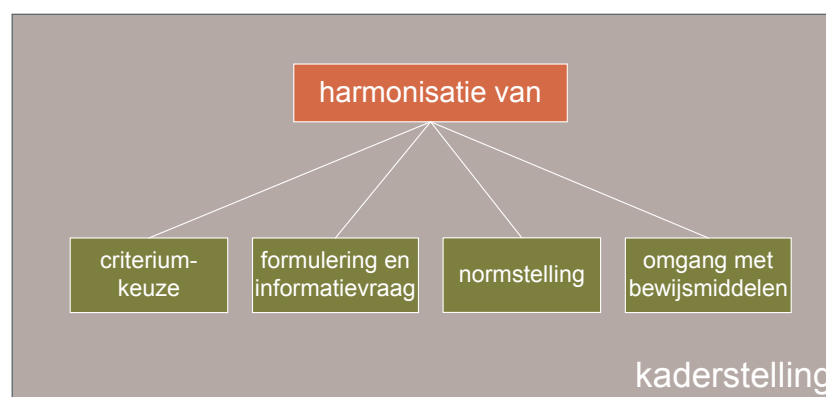 harmonisatie van
criterium-
keuze
formulering en
informatievraag
normstelling
omgang met
bewijsmiddelen
kaderstelling